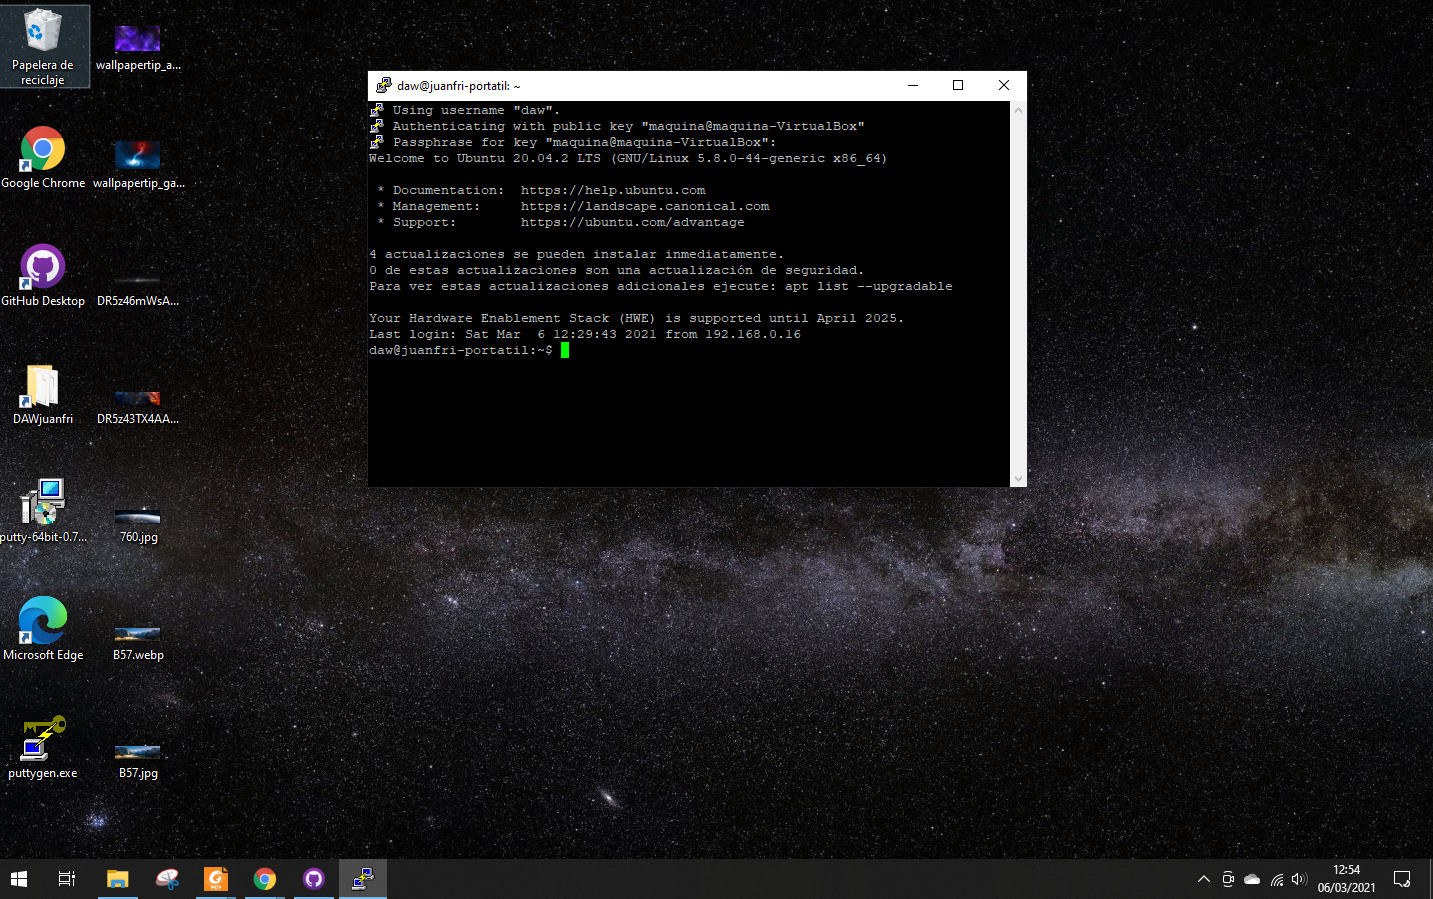 Papelera de
reciclaje
wallpapertip_a...
Google Chrome
wallpapertip_ga...
GitHub Desktop
DR5z46mWsA...
DAWjuanfri
DR5z43TX4AA...
putty-64bit-0.7...
760.jpg
Microsoft Edge
B57.webp
puttygen.exe
B57.jpg
daw@juanfri-portatil: ~
Using username "daw".
Authenticating with public key "maquina@maquina-VirtualBox"
Passphrase for key "maquina@maquina-VirtualBox":
Welcome to Ubuntu 20.04.2 LTS (GNU/Linux 5.8.0-44-generic x86_64)
* Documentation:  https://help.ubuntu.com
* Management:     https://landscape.canonical.com
* Support:        https://ubuntu.com/advantage
4 actualizaciones se pueden instalar inmediatamente.
0 de estas actualizaciones son una actualización de seguridad.
Para ver estas actualizaciones adicionales ejecute: apt list --upgradable
Your Hardware Enablement Stack (HWE) is supported until April 2025.
Last login: Sat Mar  6 12:29:43 2021 from 192.168.0.16
daw@juanfri-portatil:~$
PDF
12:54
06/03/2021